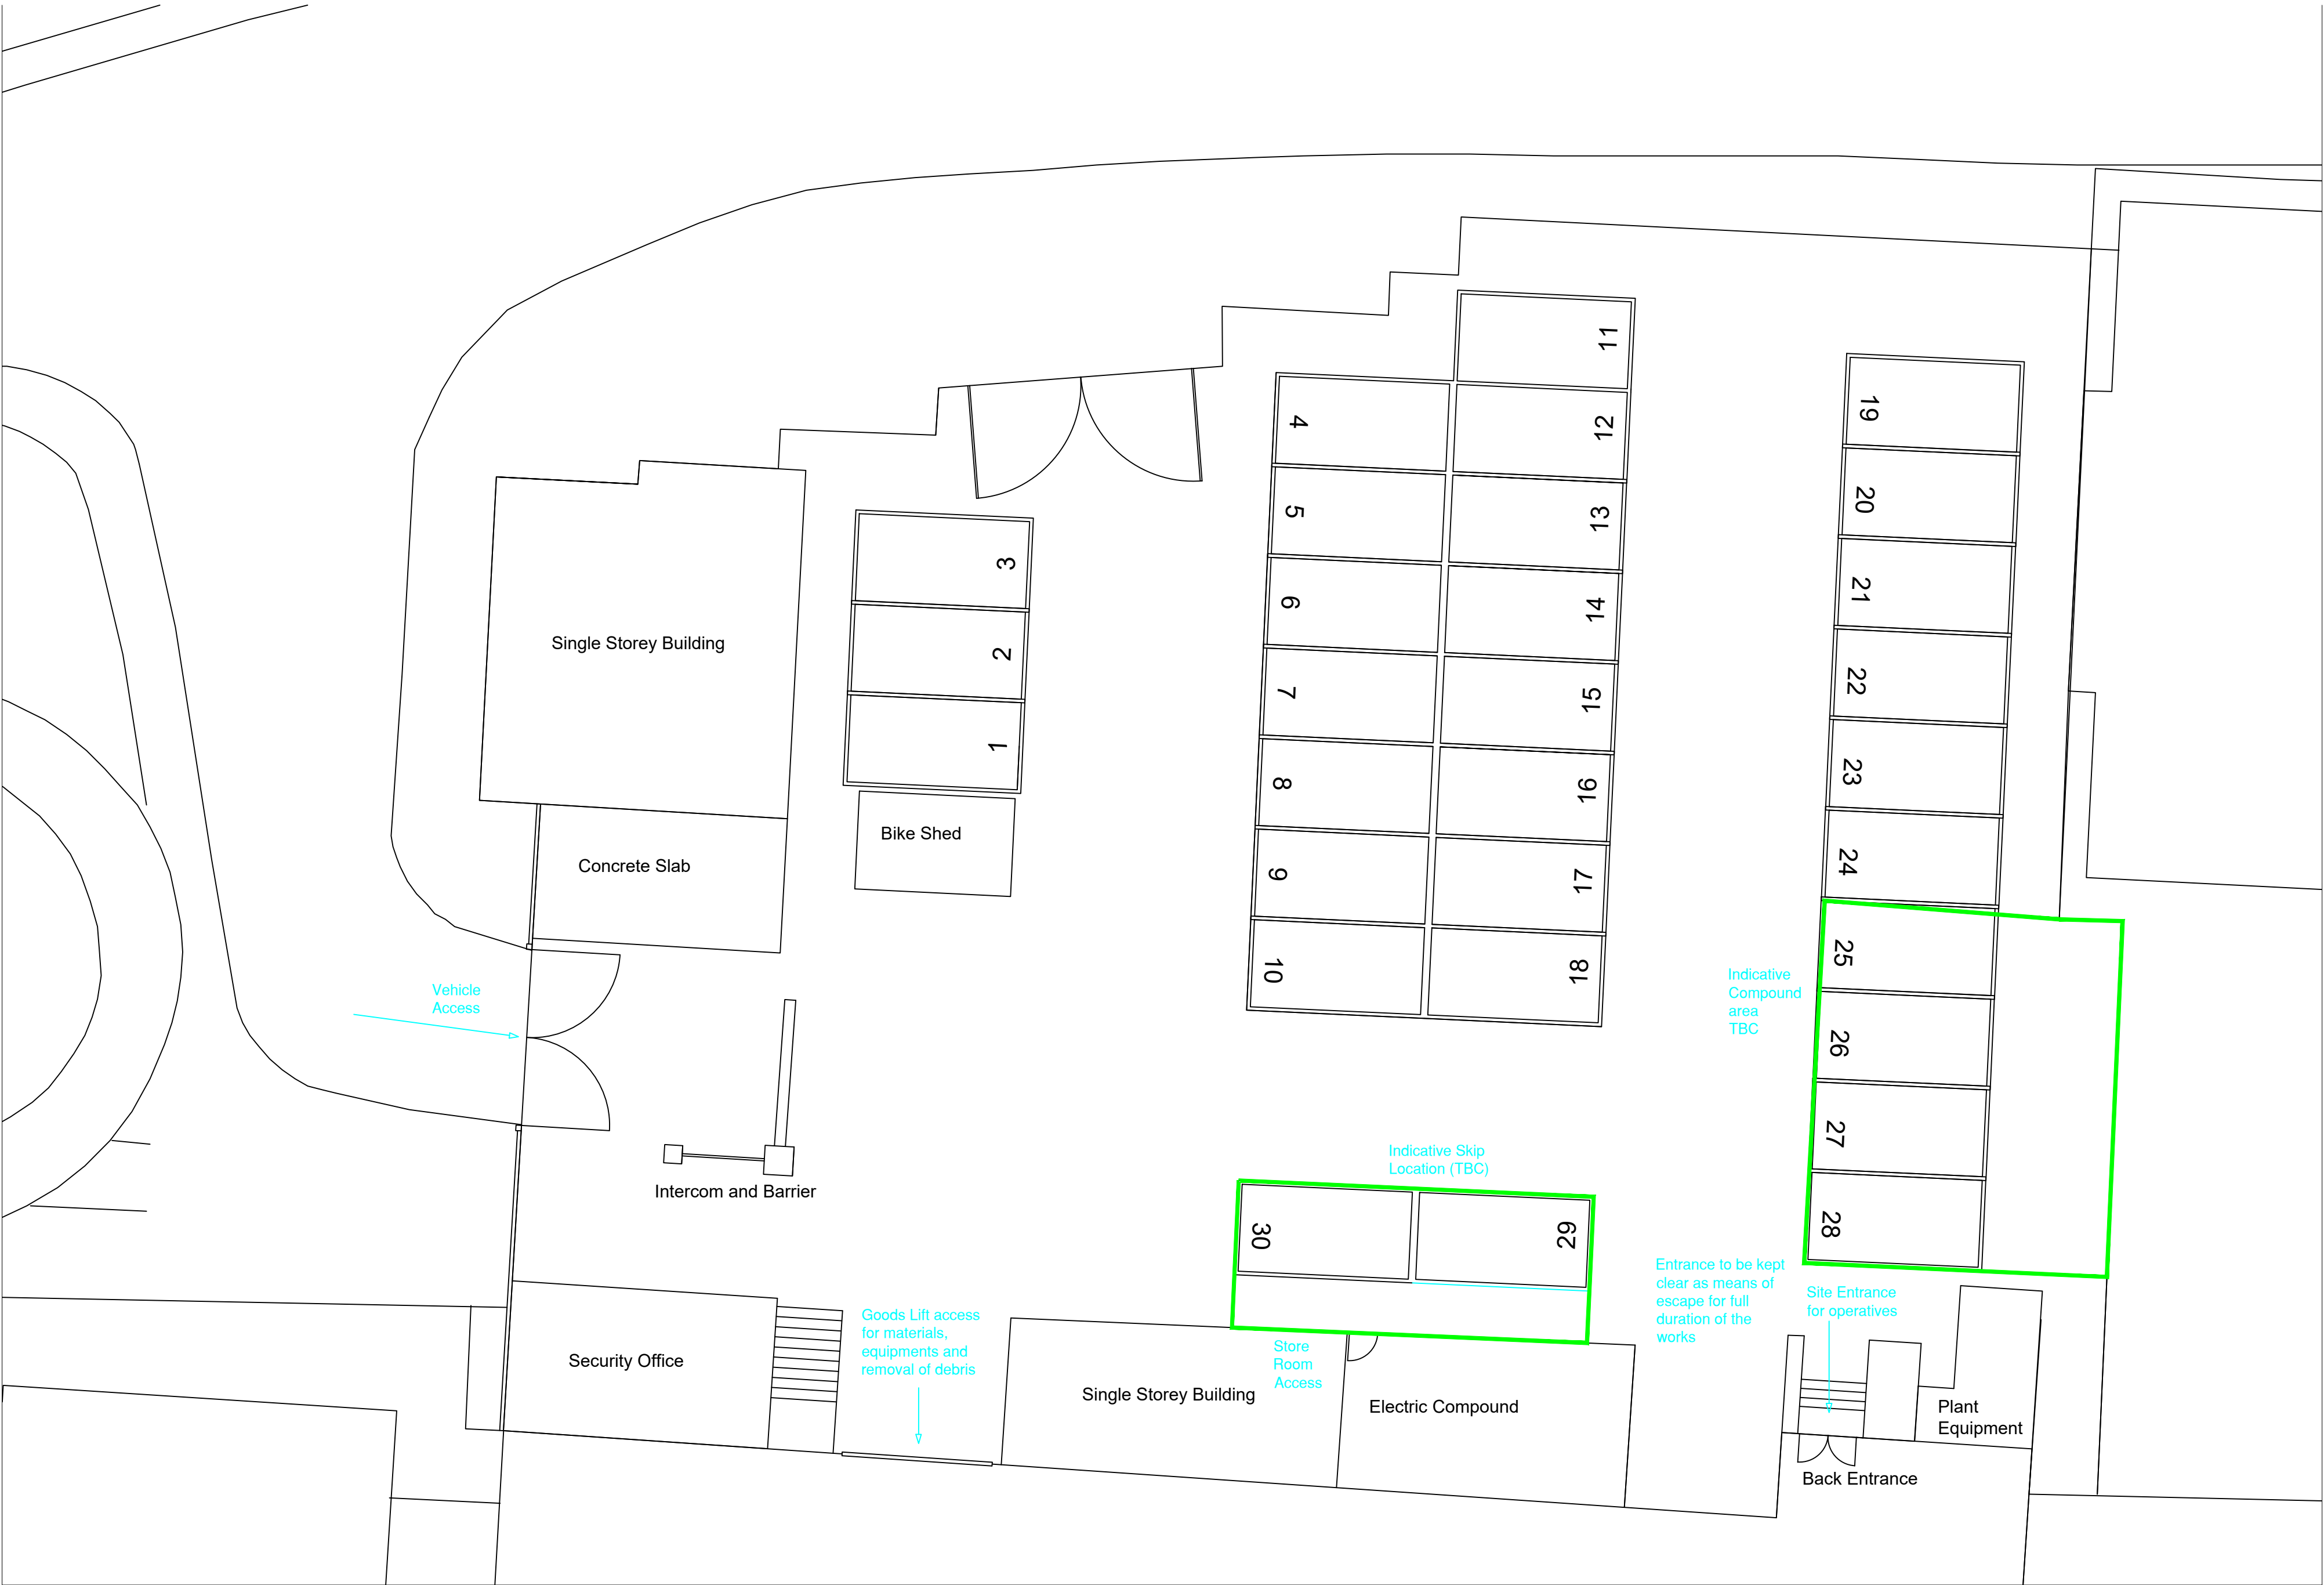 11
4
12
19
5
13
20
3
6
14
21
Single Storey Building
2
7
15
22
1
8
16
23
Bike Shed
Concrete Slab
9
17
24
25
10
18
Indicative
Compound
area
TBC
Vehicle
Access
26
27
Indicative Skip
Location (TBC)
Intercom and Barrier
30
29
28
Entrance to be kept
clear as means of
escape for full
duration of the
works
Site Entrance
for operatives
Goods Lift access
for materials,
equipments and
removal of debris
Security Office
Store
Room
Access
Single Storey Building
Electric Compound
Plant
Equipment
Back Entrance